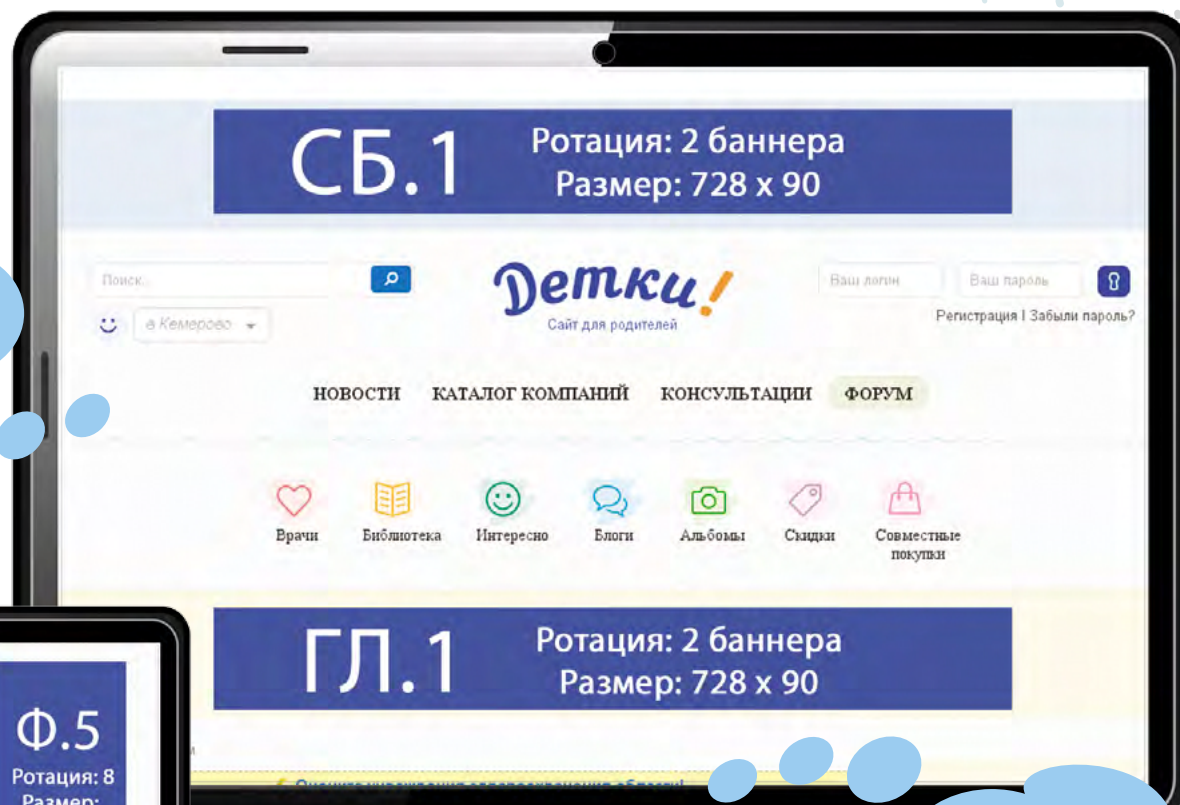 СБ.1
Ротация: 2 баннера
Размер: 728 x 90
Поиск.
Детки!
Сайт для родителей
Ваш логин
Ваш пароль
в Кемерово
Регистрация | Забыли пароль?
НОВОСТИ КАТАЛОГ КОМПАНИЙ КОНСУЛЬТАЦИИ ФОРУМ
Врачи Библиотека Интересно Блоги Альбомы Скидки Совместные
покупки
ГЛ.1
Ротация: 2 баннера
Размер: 728 x 90
Ф.5
Ротация: 8
Размер: